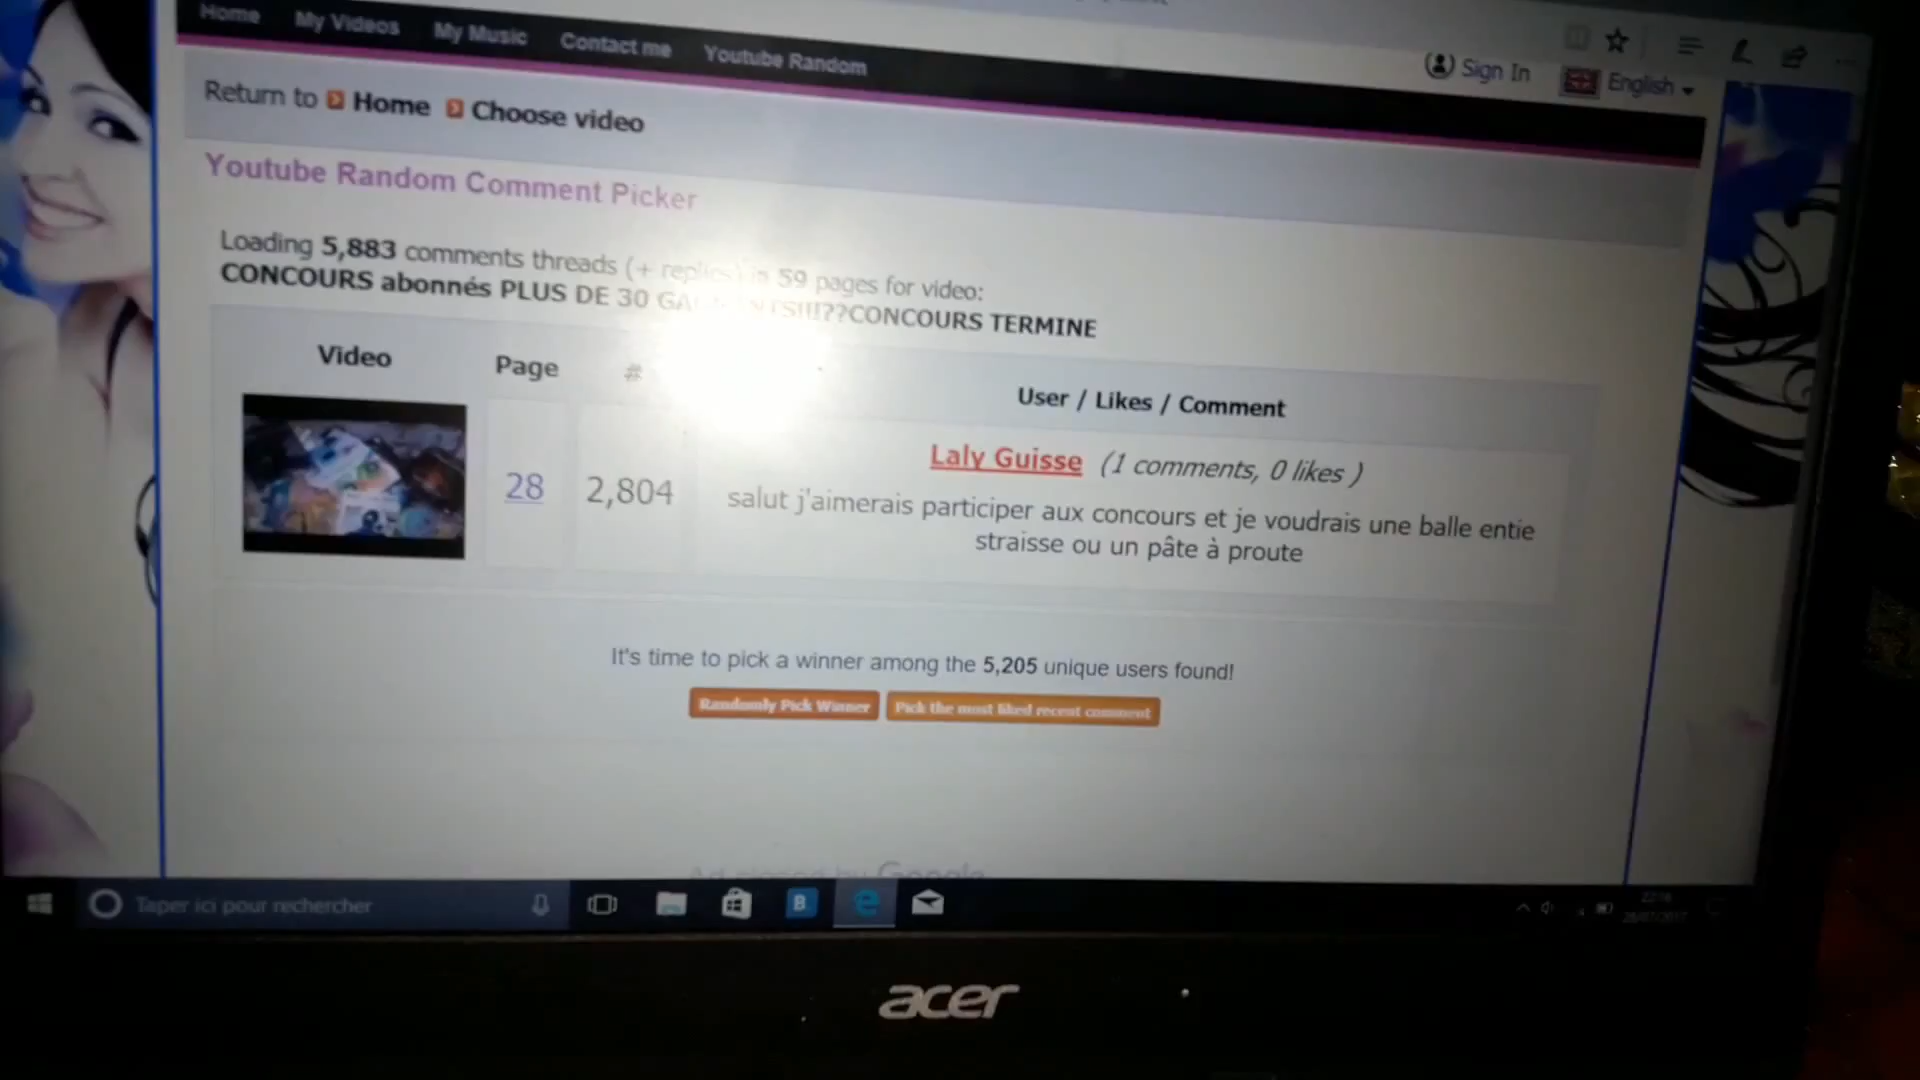 Home My Videos My Music Contact me Youtube Random
Sign In English
Return to Home Choose video
Youtube Random Comment Picker
Loading 5,883 comments threads (+ replies) in 59 pages for video:
CONCOURS abonnés PLUS DE 30 !!!??CONCOURS TERMINE
Video Page # User / Likes / Comment
Laly Guisse (1 comments, 0 likes )
28 2,804 salut j'aimerais participer aux concours et je voudrais une balle entie
straisse ou un pâte à proute
It's time to pick a winner among the 5,205 unique users found!
Randomly Pick Winner Pick the most liked recent comment
Taper ici pour rechercher
acer